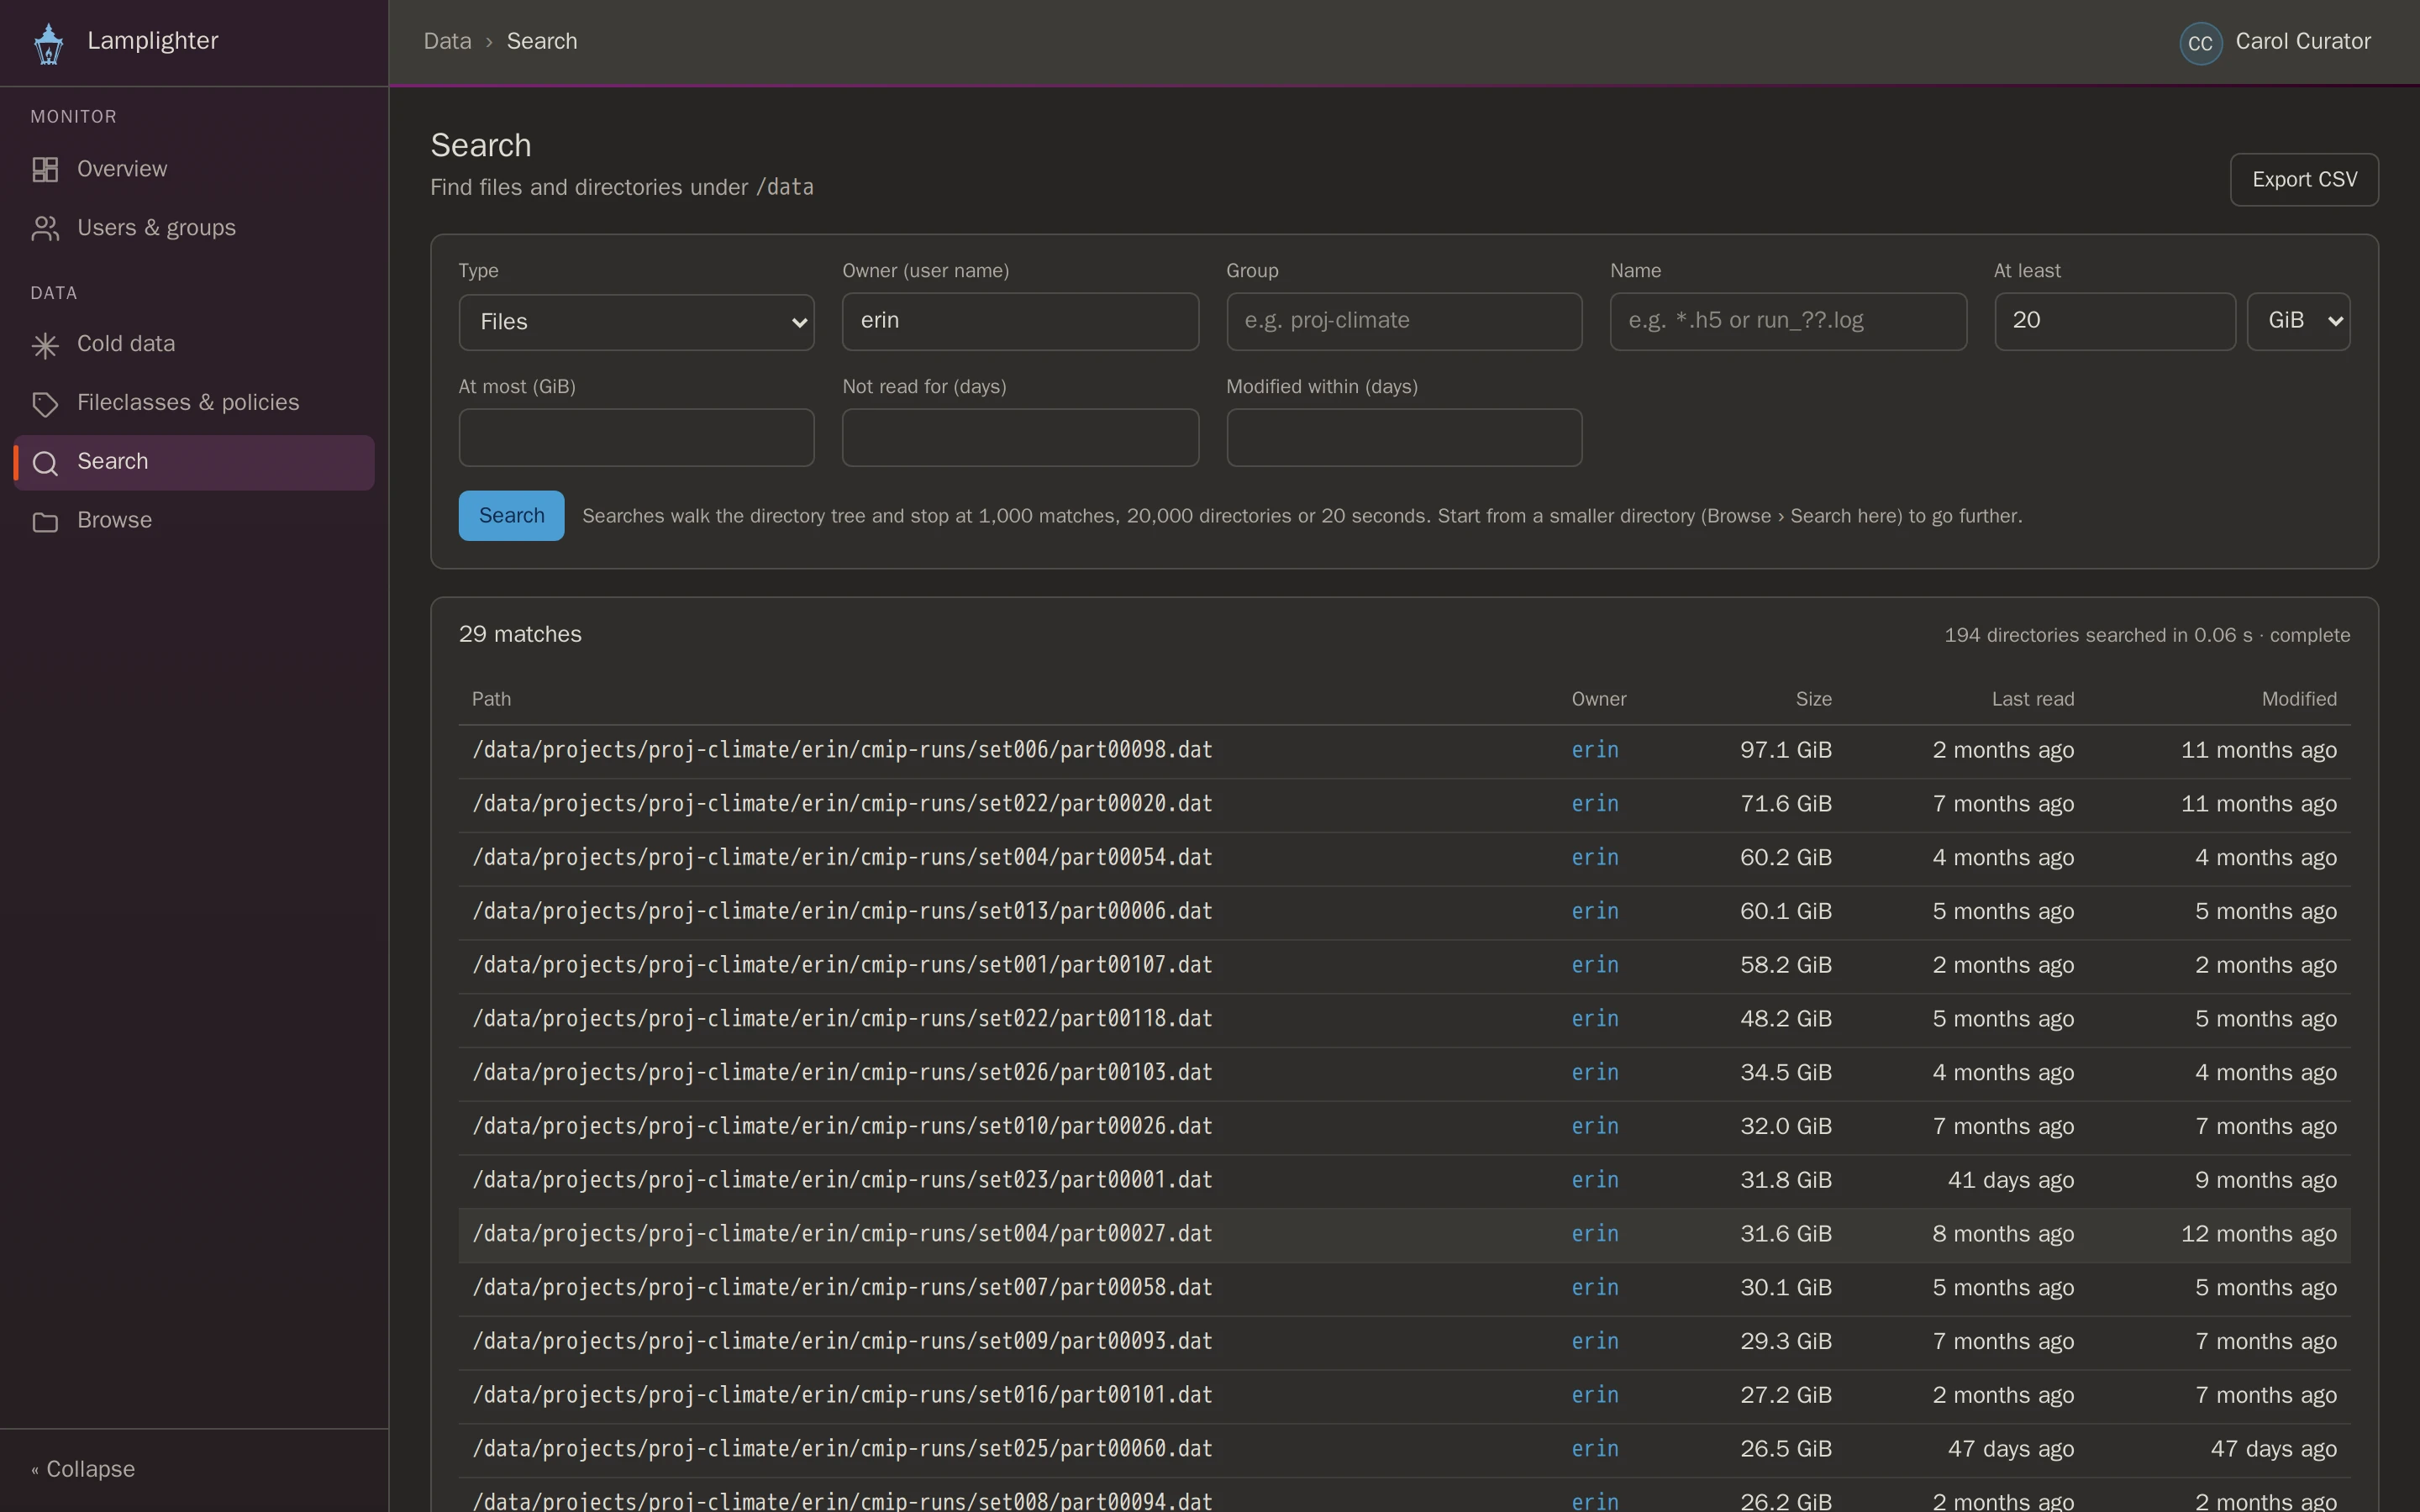 Lamplighter
Data › Search
CC Carol Curator
MONITOR
Overview
Users & groups
DATA
Cold data
Fileclasses & policies
Search
Browse
« Collapse
Search
Find files and directories under /data
Export CSV
Type
Owner (user name)
Group
Name
At least
Files
erin
e.g. proj-climate
e.g. *.h5 or run_??.log
20
GiB
At most (GiB)
Not read for (days)
Modified within (days)
Search
Searches walk the directory tree and stop at 1,000 matches, 20,000 directories or 20 seconds. Start from a smaller directory (Browse › Search here) to go further.
29 matches
194 directories searched in 0.06 s · complete
Path Owner Size Last read Modified
/data/projects/proj-climate/erin/cmip-runs/set006/part00098.dat erin 97.1 GiB 2 months ago 11 months ago
/data/projects/proj-climate/erin/cmip-runs/set022/part00020.dat erin 71.6 GiB 7 months ago 11 months ago
/data/projects/proj-climate/erin/cmip-runs/set004/part00054.dat erin 60.2 GiB 4 months ago 4 months ago
/data/projects/proj-climate/erin/cmip-runs/set013/part00006.dat erin 60.1 GiB 5 months ago 5 months ago
/data/projects/proj-climate/erin/cmip-runs/set001/part00107.dat erin 58.2 GiB 2 months ago 2 months ago
/data/projects/proj-climate/erin/cmip-runs/set022/part00118.dat erin 48.2 GiB 5 months ago 5 months ago
/data/projects/proj-climate/erin/cmip-runs/set026/part00103.dat erin 34.5 GiB 4 months ago 4 months ago
/data/projects/proj-climate/erin/cmip-runs/set010/part00026.dat erin 32.0 GiB 7 months ago 7 months ago
/data/projects/proj-climate/erin/cmip-runs/set023/part00001.dat erin 31.8 GiB 41 days ago 9 months ago
/data/projects/proj-climate/erin/cmip-runs/set004/part00027.dat erin 31.6 GiB 8 months ago 12 months ago
/data/projects/proj-climate/erin/cmip-runs/set007/part00058.dat erin 30.1 GiB 5 months ago 5 months ago
/data/projects/proj-climate/erin/cmip-runs/set009/part00093.dat erin 29.3 GiB 7 months ago 7 months ago
/data/projects/proj-climate/erin/cmip-runs/set016/part00101.dat erin 27.2 GiB 2 months ago 7 months ago
/data/projects/proj-climate/erin/cmip-runs/set025/part00060.dat erin 26.5 GiB 47 days ago 47 days ago
/data/projects/proj-climate/erin/cmip-runs/set008/part00094.dat erin 26.2 GiB 2 months ago 2 months ago